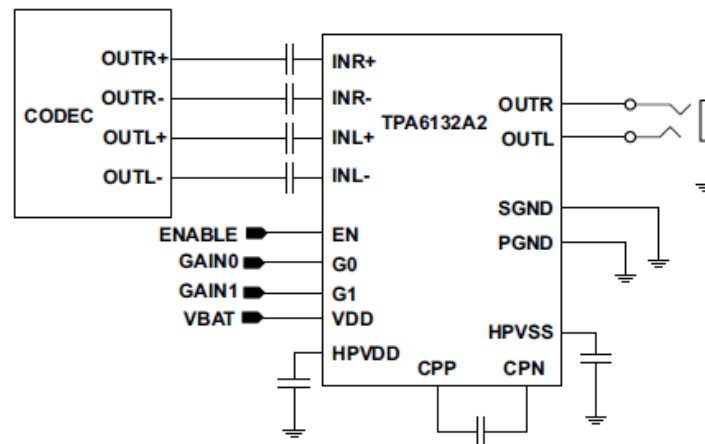 CODEC
OUTR+
OUTR-
OUTL+
OUTL-
INR+
INR-
INL+
INL-
TPA6132A2
OUTR
OUTL
SGND
PGND
ENABLE
EN
GAIN0
G0
GAIN1
G1
VBAT
VDD
HPVDD
HPVSS
CPP
CPN